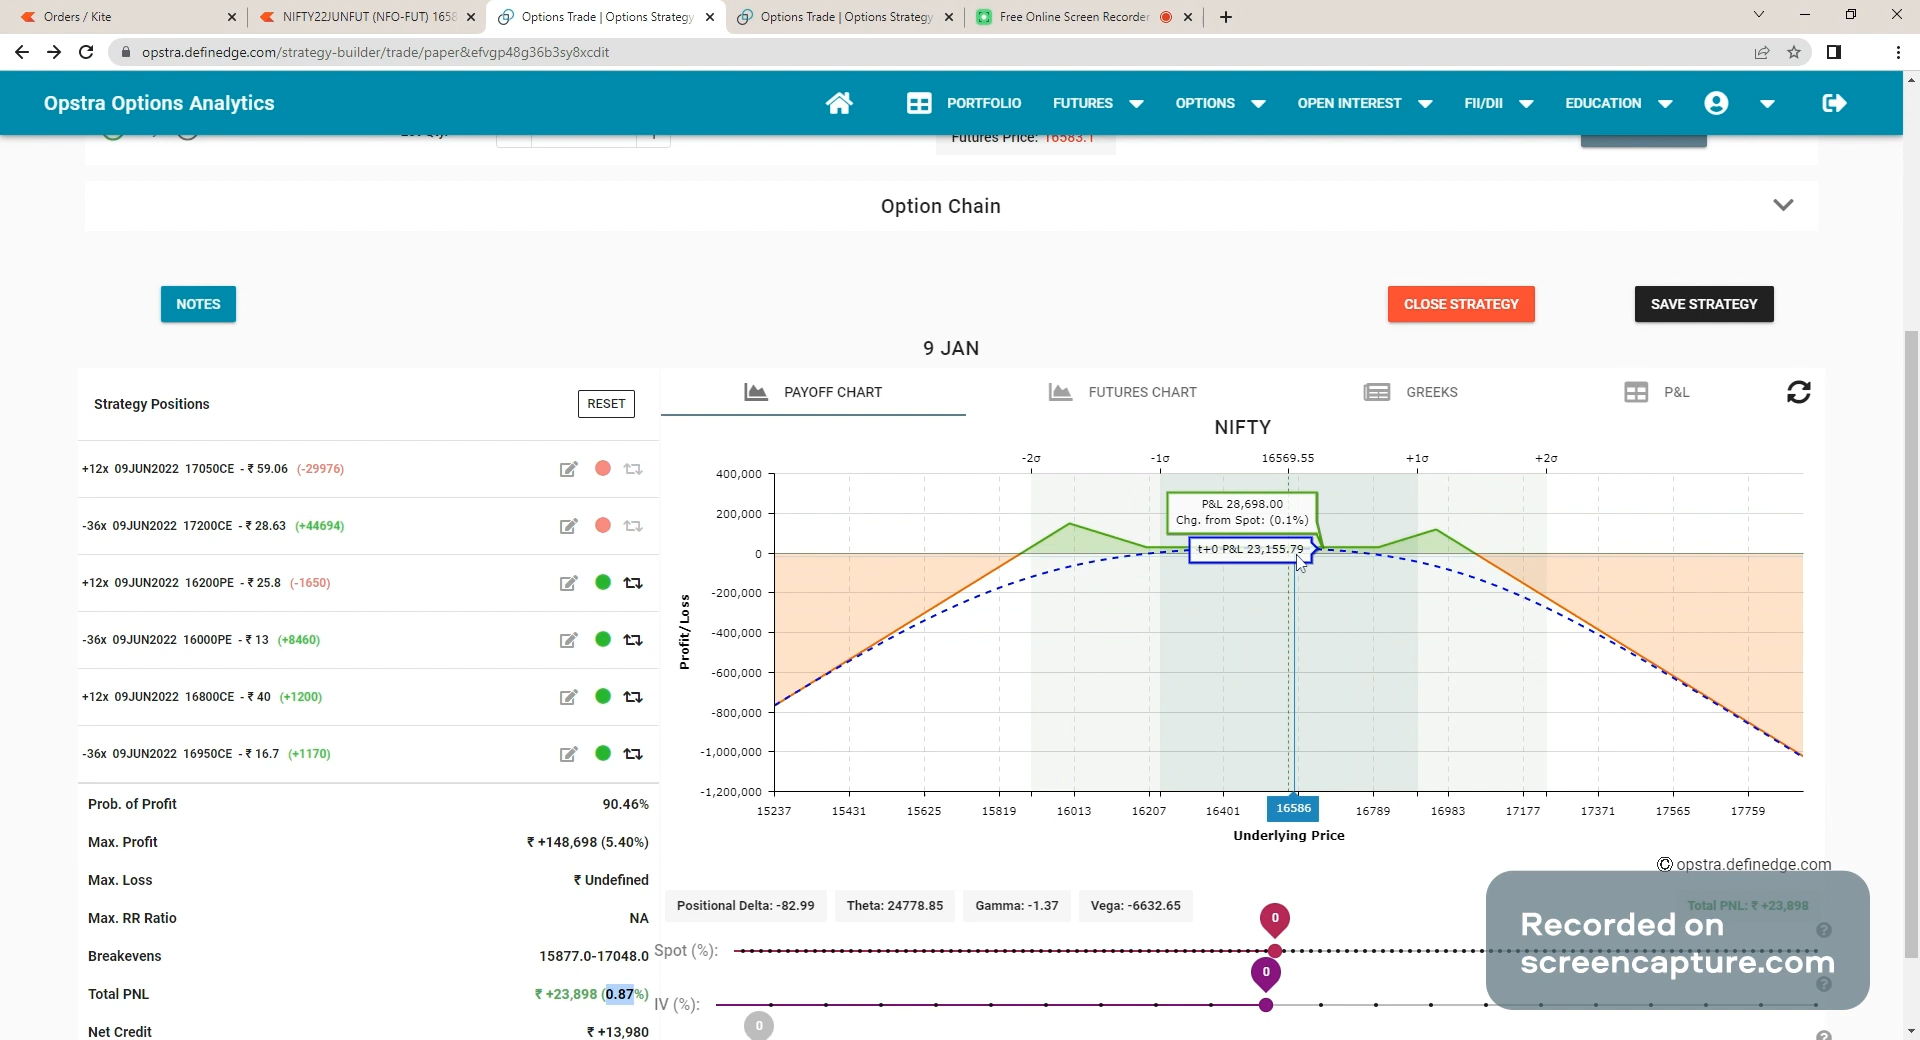 Orders / Kite
NIFTY22JUNFUT (NFO-FUT) 1658
Options Trade | Options Strategy
Options Trade | Options Strategy
Free Online Screen Recorder
opstra.definedge.com/strategy-builder/trade/paper&efvgp48g36b3sy8xcdit
Opstra Options Analytics
PORTFOLIO
FUTURES
OPTIONS
OPEN INTEREST
FII/DII
EDUCATION
Futures Price: 16583.1
Option Chain
NOTES
CLOSE STRATEGY
SAVE STRATEGY
9 JAN
Strategy Positions
RESET
PAYOFF CHART
FUTURES CHART
GREEKS
P&L
+12x 09JUN2022 17050CE - ₹ 59.06 (-29976)
-36x 09JUN2022 17200CE - ₹ 28.63 (+44694)
+12x 09JUN2022 16200PE - ₹ 25.8 (-1650)
-36x 09JUN2022 16000PE - ₹ 13 (+8460)
+12x 09JUN2022 16800CE - ₹ 40 (+1200)
-36x 09JUN2022 16950CE - ₹ 16.7 (+1170)
Prob. of Profit 90.46%
Max. Profit ₹ +148,698 (5.40%)
Max. Loss ₹ Undefined
Max. RR Ratio NA
Breakevens 15877.0-17048.0
Total PNL ₹ +23,898 (0.87%)
Net Credit ₹ +13,980
NIFTY
-2σ -1σ 16569.55 +1σ +2σ
400,000
200,000
0
-200,000
-400,000
-600,000
-800,000
-1,000,000
-1,200,000
Profit/Loss
P&L 28,698.00
Chg. from Spot: (0.1%)
t+0 P&L 23,155.79
15237 15431 15625 15819 16013 16207 16401 16586 16789 16983 17177 17371 17565 17759
Underlying Price
© opstra.definedge.com
Positional Delta: -82.99
Theta: 24778.85
Gamma: -1.37
Vega: -6632.65
Total PNL: ₹ +23,898
0
Spot (%):
0
IV (%):
0
Recorded on
screencapture.com